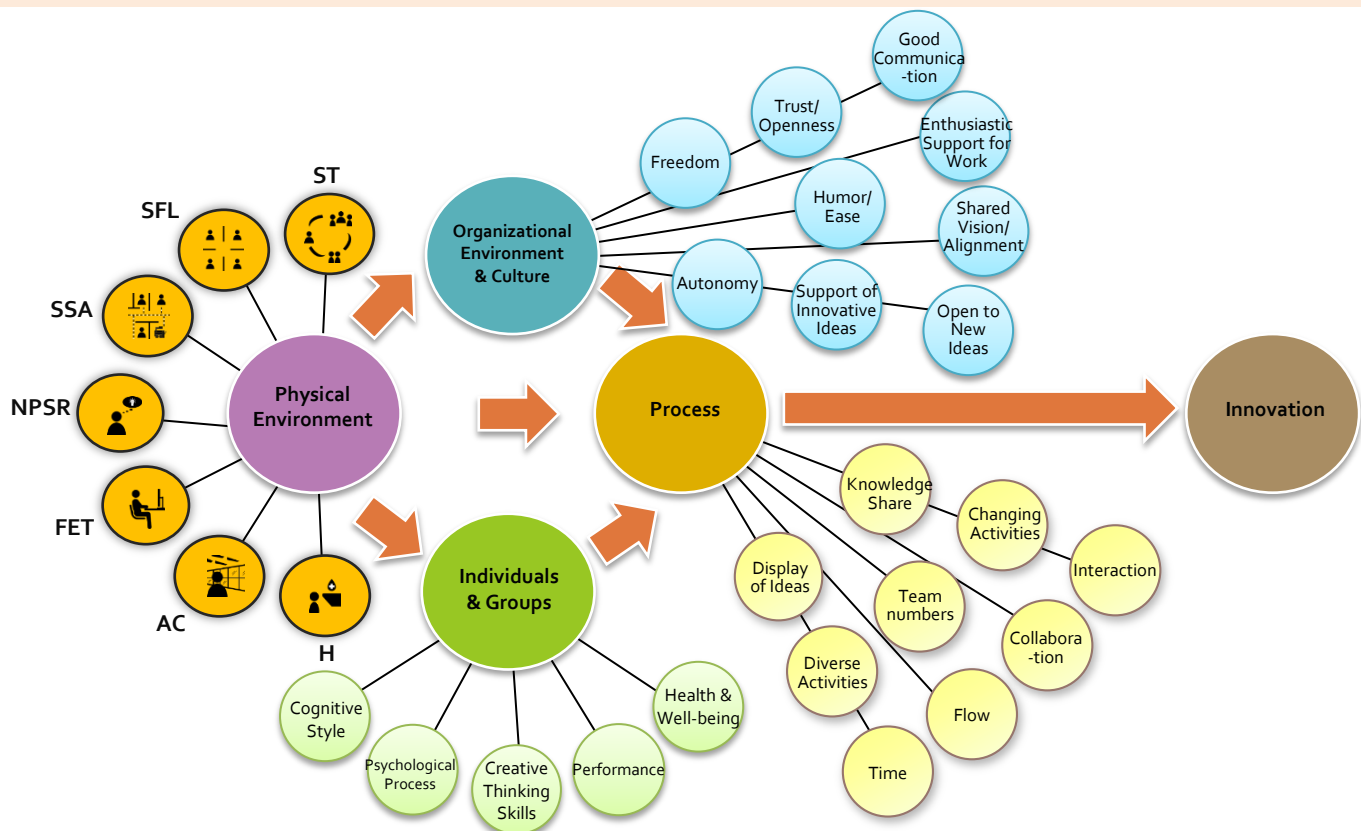 Good
Communica
-tion
Trust/
Openness
Enthusiastic
Support for
Work
Freedom
ST
SFL
Humor/
Ease
Shared
Vision/
Alignment
Organizational
Environment
& Culture
Autonomy
Support of
Innovative
Ideas
Open to
New
Ideas
SSA
NPSR
Physical
Environment
Process
Innovation
FET
AC
H
Knowledge
Share
Changing
Activities
Interaction
Display
of Ideas
Team
numbers
Collabora
-tion
Individuals
& Groups
Diverse
Activities
Flow
Time
Cognitive
Style
Psychological
Process
Creative
Thinking
Skills
Performance
Health &
Well-being